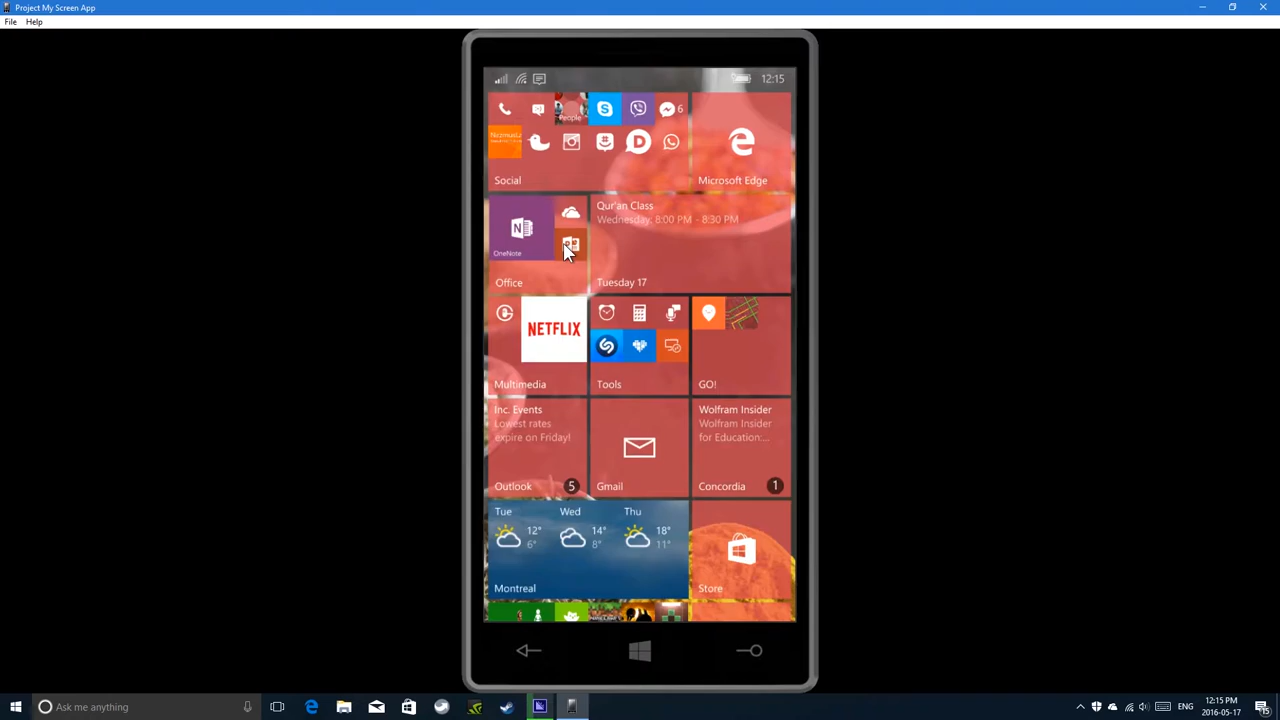 Project My Screen App
File Help
12:15
People
6
Social
Microsoft Edge
OneNote
Office
Qur'an Class
Wednesday: 8:00 PM - 8:30 PM
Tuesday 17
NETFLIX
Multimedia
Tools
GO!
Inc. Events
Lowest rates
expire on Friday!
Outlook 5
Gmail
Wolfram Insider
Wolfram Insider
for Education:...
Concordia 1
Tue Wed Thu
12° 14° 18°
6° 8° 11°
Montreal
Store
Ask me anything
ENG
12:15 PM
2016-05-17
15